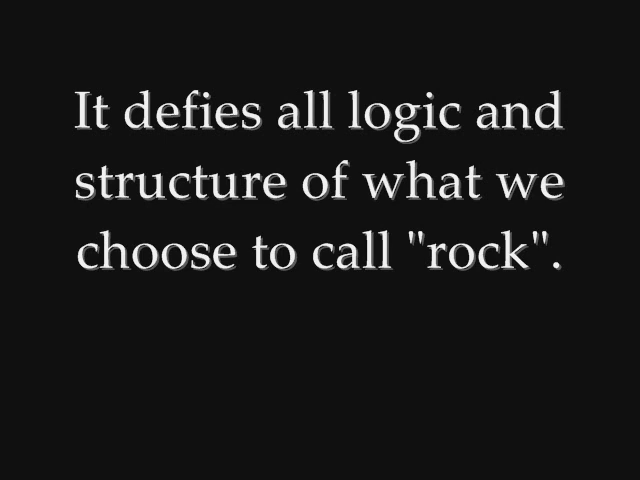 It defies all logic and
structure of what we
choose to call "rock".